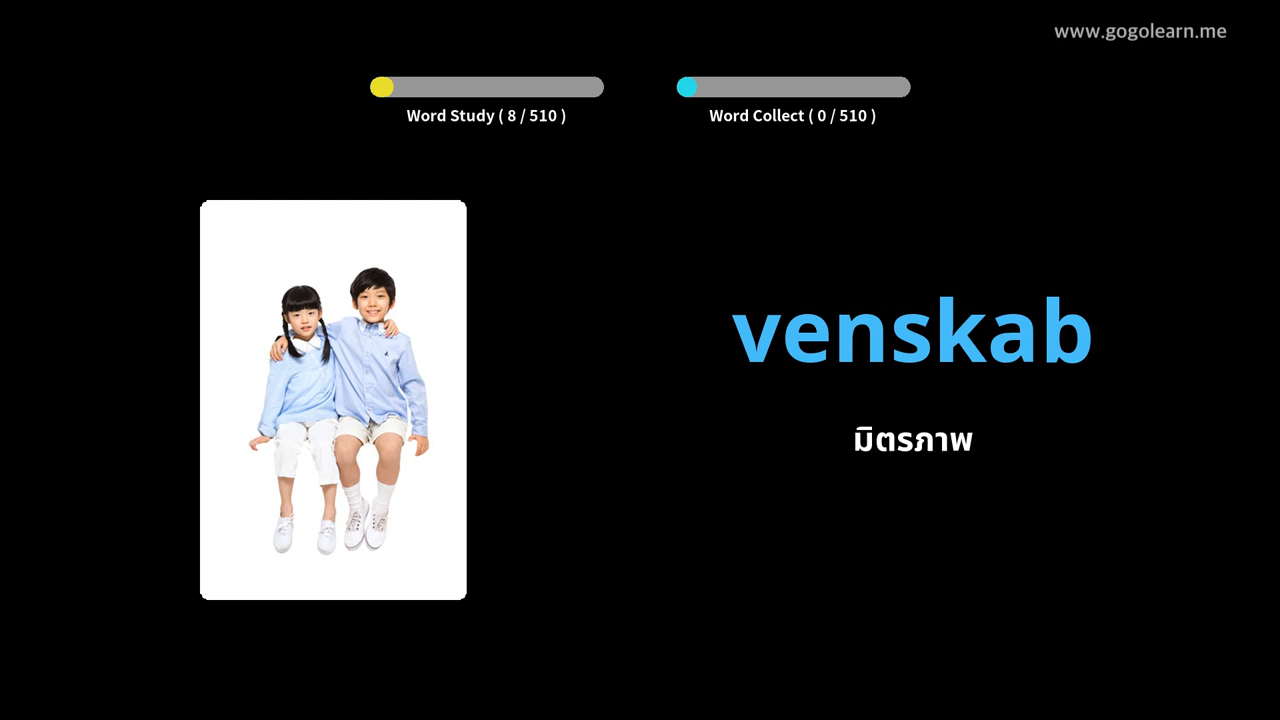 www.gogolearn.me
Word Study ( 8 / 510 )
Word Collect ( 0 / 510 )
venskab
มิตรภาพ